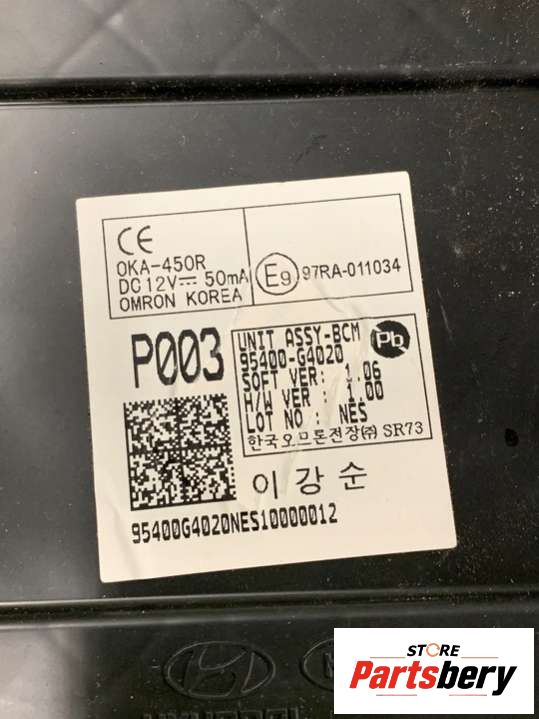 CE
OKA-450R
DC 12V⎓ 50mA
OMRON KOREA
E9 97RA-011034
P003
UNIT ASSY-BCM
95400-G4020
SOFT VER: 1.06
H/W VER : 1.00
LOT NO : NES
Pb
한국오므론전장㈜ SR73
이강순
95400G4020NES10000012
STORE
Partsbery